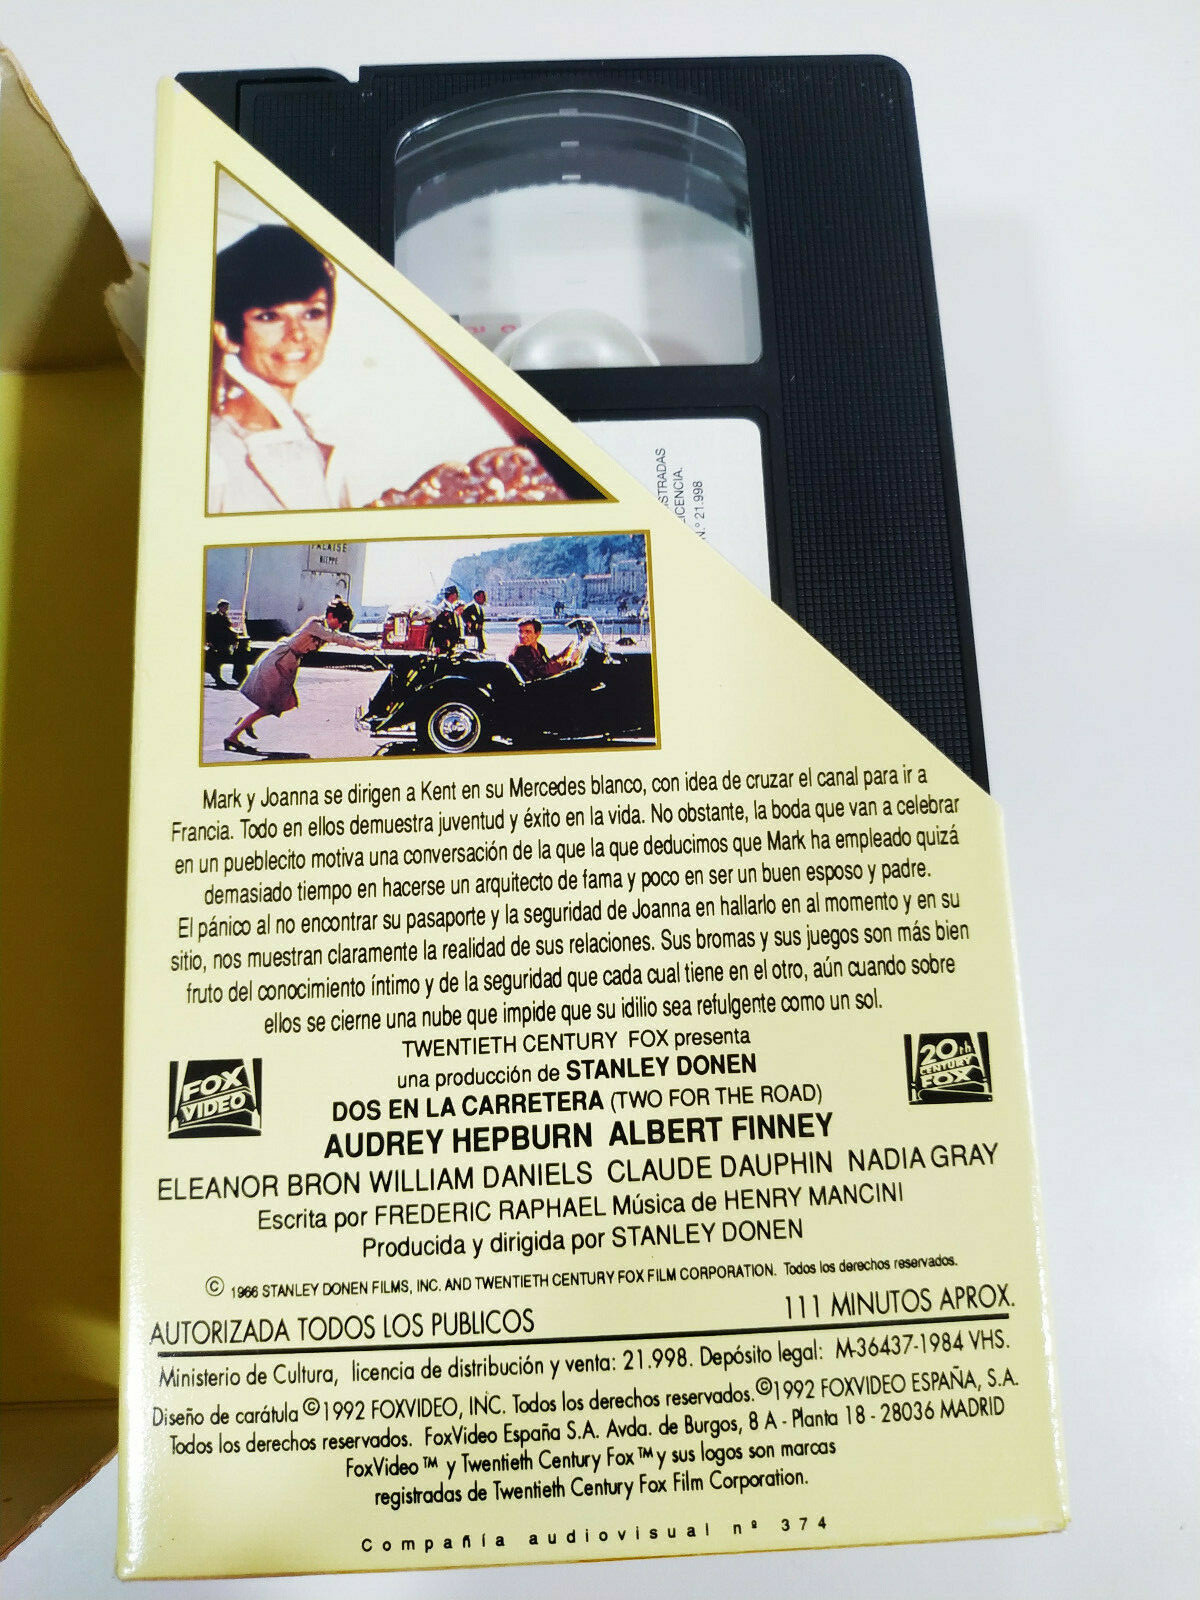 STRADAS
ICENCIA.
N.º 21.998
DIEPPE
Mark y Joanna se dirigen a Kent en su Mercedes blanco, con idea de cruzar el canal para ir a
Francia. Todo en ellos demuestra juventud y éxito en la vida. No obstante, la boda que van a celebrar
en un pueblecito motiva una conversación de la que la que deducimos que Mark ha empleado quizá
demasiado tiempo en hacerse un arquitecto de fama y poco en ser un buen esposo y padre.
El pánico al no encontrar su pasaporte y la seguridad de Joanna en hallarlo en al momento y en su
sitio, nos muestran claramente la realidad de sus relaciones. Sus bromas y sus juegos son más bien
fruto del conocimiento íntimo y de la seguridad que cada cual tiene en el otro, aún cuando sobre
ellos se cierne una nube que impide que su idilio sea refulgente como un sol.
TWENTIETH CENTURY FOX presenta
una producción de STANLEY DONEN
DOS EN LA CARRETERA (TWO FOR THE ROAD)
AUDREY HEPBURN ALBERT FINNEY
ELEANOR BRON WILLIAM DANIELS CLAUDE DAUPHIN NADIA GRAY
Escrita por FREDERIC RAPHAEL Música de HENRY MANCINI
Producida y dirigida por STANLEY DONEN
FOX
VIDEO
20th
CENTURY
FOX
© 1966 STANLEY DONEN FILMS, INC. AND TWENTIETH CENTURY FOX FILM CORPORATION. Todos los derechos reservados.
AUTORIZADA TODOS LOS PUBLICOS 111 MINUTOS APROX.
Ministerio de Cultura, licencia de distribución y venta: 21.998. Depósito legal: M-36437-1984 VHS.
Diseño de carátula ©1992 FOXVIDEO, INC. Todos los derechos reservados. ©1992 FOXVIDEO ESPAÑA, S.A.
Todos los derechos reservados. FoxVideo España S.A. Avda. de Burgos, 8 A - Planta 18 - 28036 MADRID
FoxVideo ™ y Twentieth Century Fox ™ y sus logos son marcas
registradas de Twentieth Century Fox Film Corporation.
Compañía audiovisual nº 374